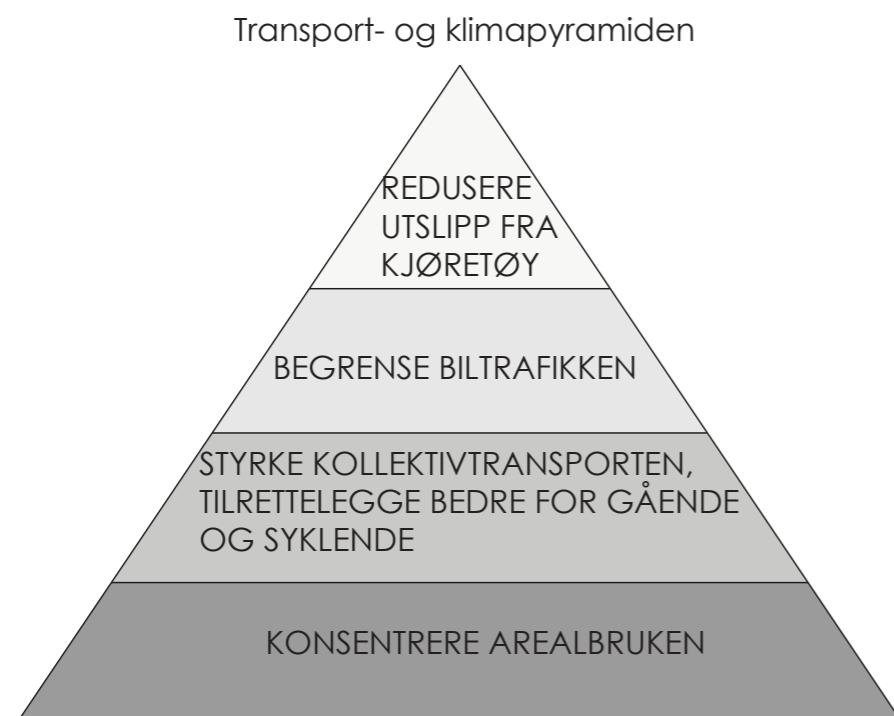 Transport- og klimapyramiden
REDUSERE
UTSLIPP FRA
KJØRETØY
BEGRENSE BILTRAFIKKEN
STYRKE KOLLEKTIVTRANSPORTEN,
TILRETTELEGGE BEDRE FOR GÅENDE
OG SYKLENDE
KONSENTRERE AREALBRUKEN